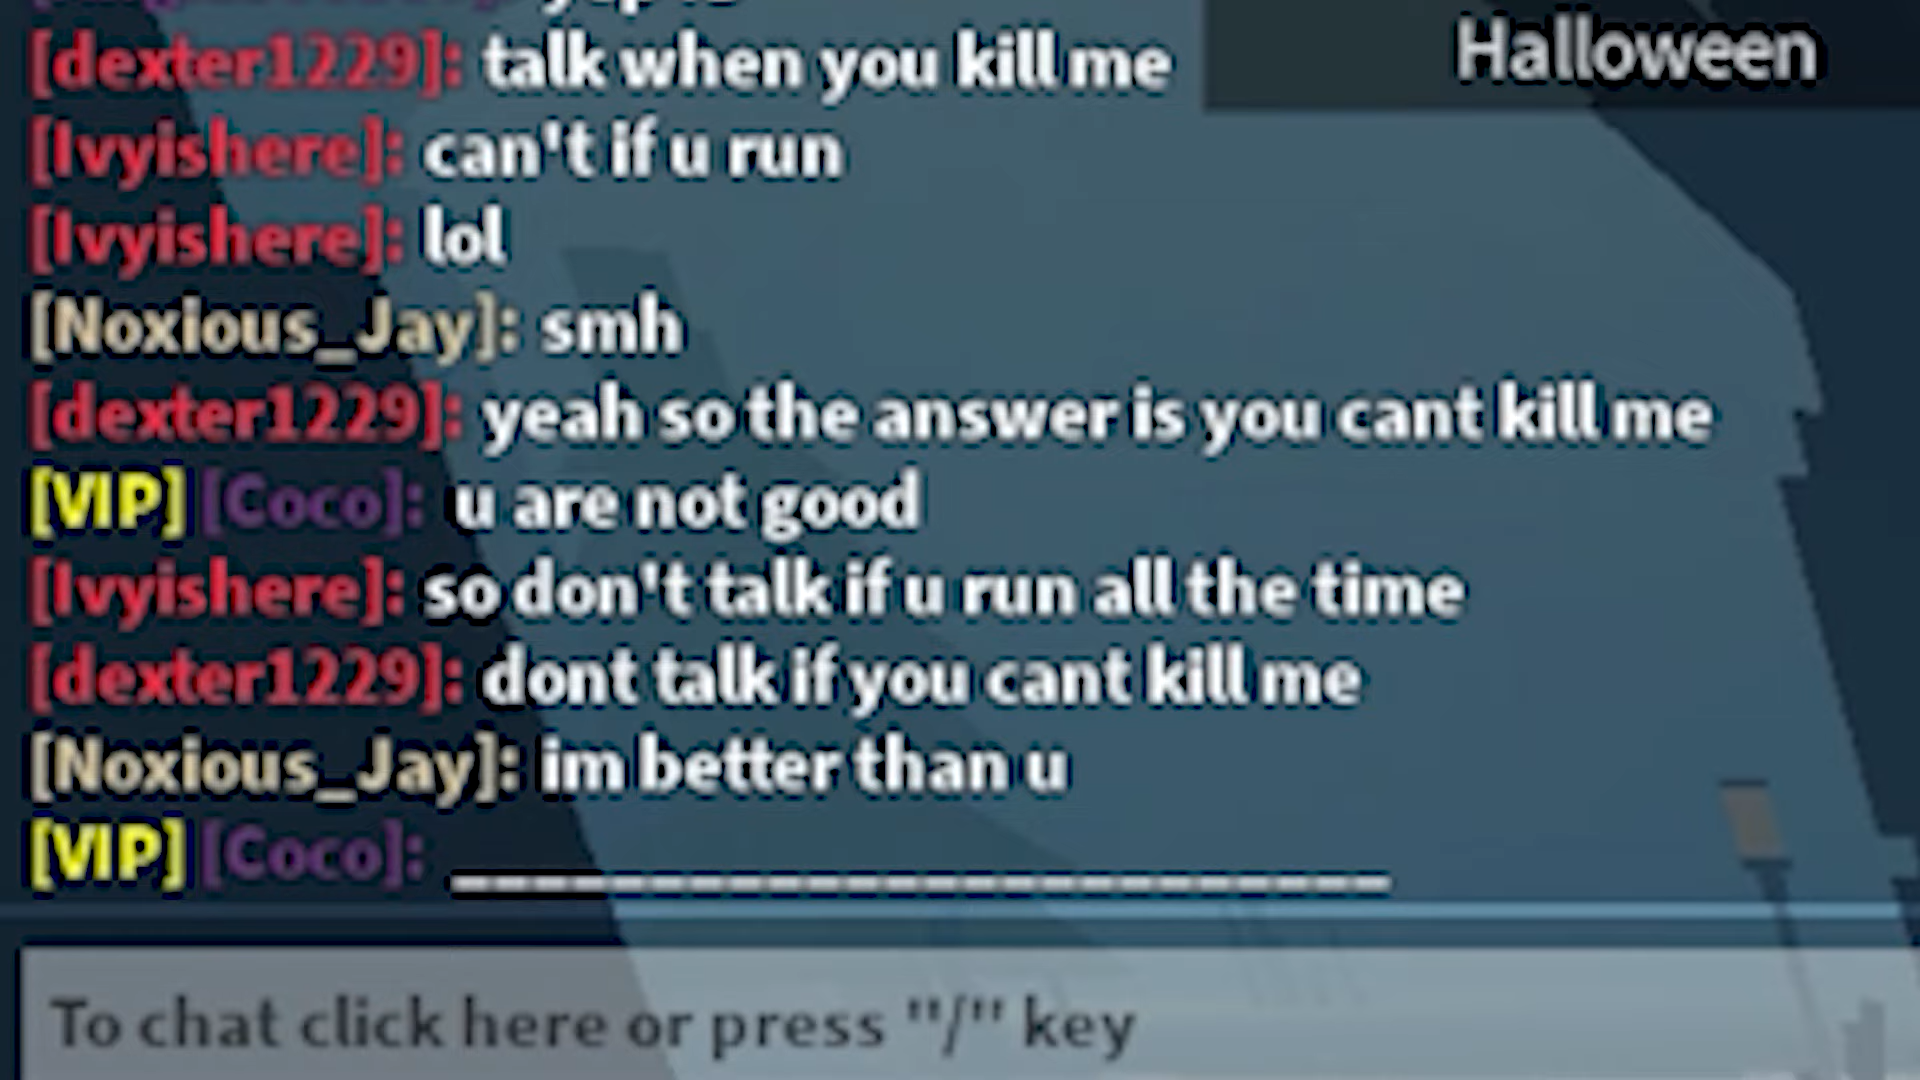 [dexter1229]: talk when you kill me
Halloween
[Ivyishere]: can't if u run
[Ivyishere]: lol
[Noxious_Jay]: smh
[dexter1229]: yeah so the answer is you cant kill me
[VIP] [Coco]: u are not good
[Ivyishere]: so don't talk if u run all the time
[dexter1229]: dont talk if you cant kill me
[Noxious_Jay]: im better than u
[VIP] [Coco]: ________________________
To chat click here or press "/" key